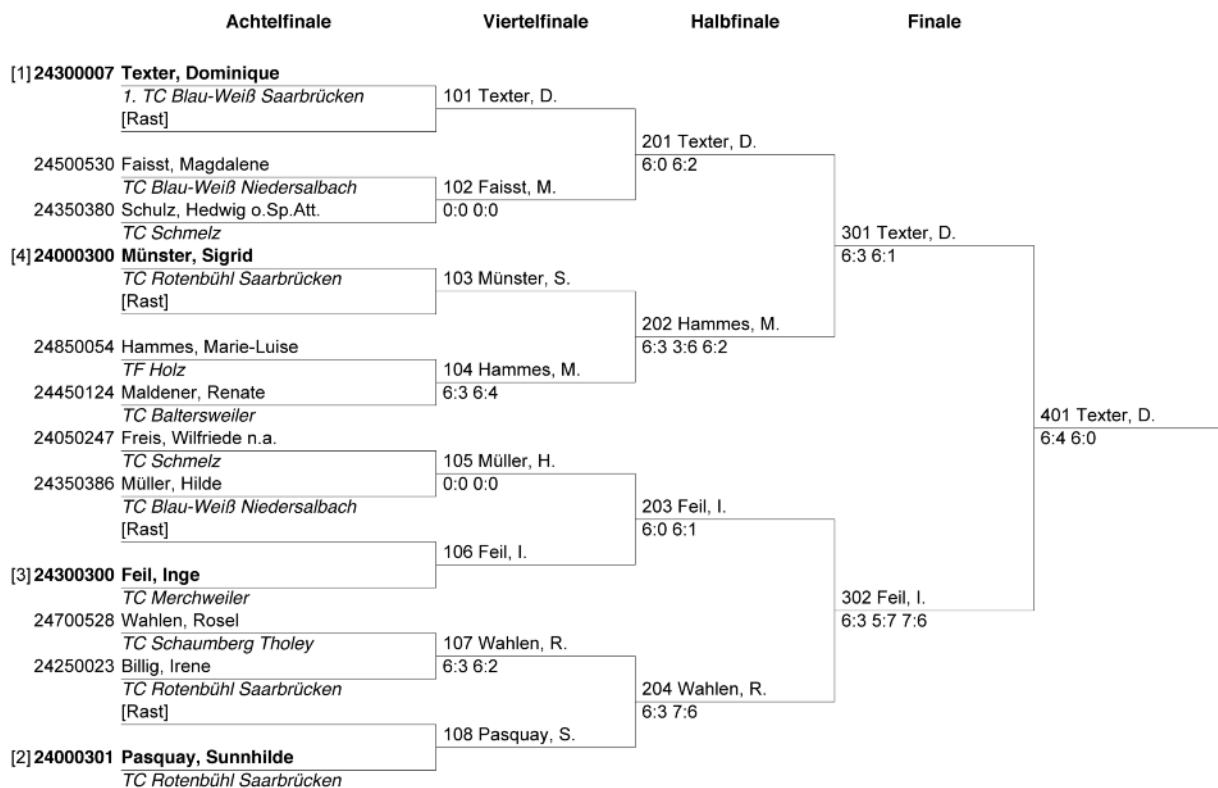 Achtelfinale Viertelfinale Halbfinale Finale
[1] 24300007 Texter, Dominique
1. TC Blau-Weiß Saarbrücken
101 Texter, D.
[Rast]
201 Texter, D.
24500530 Faisst, Magdalene
6:0 6:2
TC Blau-Weiß Niedersalbach
102 Faisst, M.
24350380 Schulz, Hedwig o.Sp.Att.
0:0 0:0
TC Schmelz
301 Texter, D.
[4] 24000300 Münster, Sigrid
6:3 6:1
TC Rotenbühl Saarbrücken
103 Münster, S.
[Rast]
202 Hammes, M.
24850054 Hammes, Marie-Luise
6:3 3:6 6:2
TF Holz
104 Hammes, M.
24450124 Maldener, Renate
6:3 6:4
TC Baltersweiler
401 Texter, D.
24050247 Freis, Wilfriede n.a.
6:4 6:0
TC Schmelz
105 Müller, H.
24350386 Müller, Hilde
0:0 0:0
TC Blau-Weiß Niedersalbach
203 Feil, I.
[Rast]
6:0 6:1
106 Feil, I.
[3] 24300300 Feil, Inge
TC Merchweiler
302 Feil, I.
24700528 Wahlen, Rosel
6:3 5:7 7:6
TC Schaumberg Tholey
107 Wahlen, R.
24250023 Billig, Irene
6:3 6:2
TC Rotenbühl Saarbrücken
204 Wahlen, R.
[Rast]
6:3 7:6
108 Pasquay, S.
[2] 24000301 Pasquay, Sunnhilde
TC Rotenbühl Saarbrücken